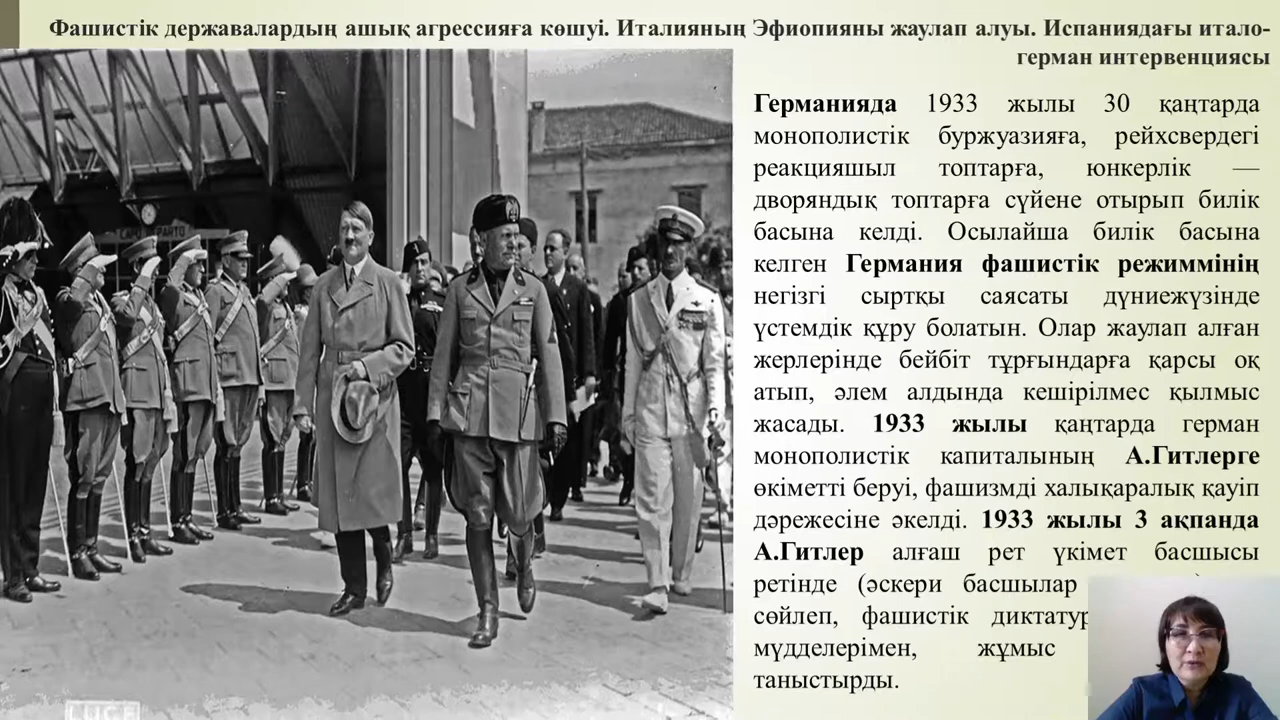 Фашистік державалардың ашық агрессияға көшуі. Италияның Эфиопияны жаулап алуы. Испаниядағы итало-
герман интервенциясы
Германияда 1933 жылы 30 қаңтарда
монополистік буржуазияға, рейхсвердегі
реакцияшыл топтарға, юнкерлік —
дворяндық топтарға сүйене отырып билік
басына келді. Осылайша билік басына
келген Германия фашистік режиммінің
негізгі сыртқы саясаты дүниежүзінде
үстемдік құру болатын. Олар жаулап алған
жерлерінде бейбіт тұрғындарға қарсы оқ
атып, әлем алдында кешірілмес қылмыс
жасады. 1933 жылы қаңтарда герман
монополистік капиталының А.Гитлерге
өкіметті беруі, фашизмді халықаралық қауіп
дәрежесіне әкелді. 1933 жылы 3 ақпанда
А.Гитлер алғаш рет үкімет басшысы
ретінде (әскери басшылар
сөйлеп, фашистік
мүдделерімен, жұмыс
таныстырды.
LUCE